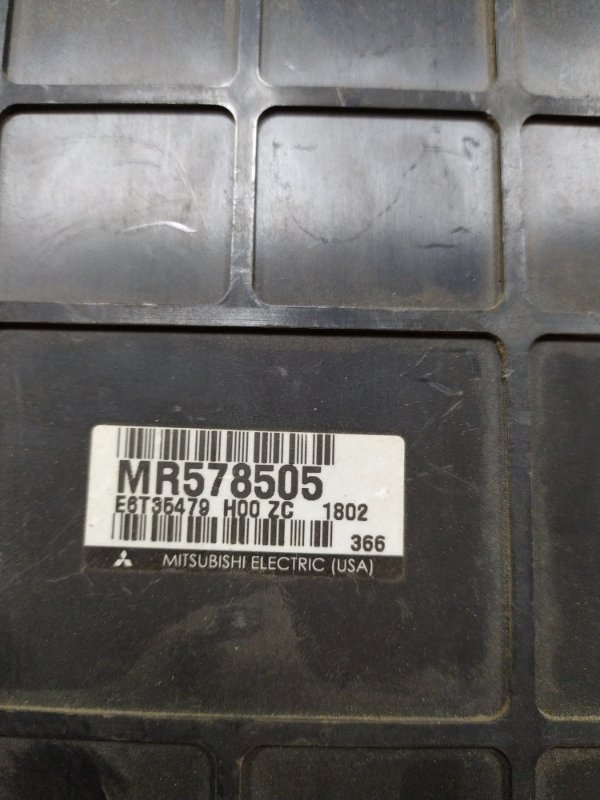 MR578505
E6T35479 H00 ZC 1802
366
MITSUBISHI ELECTRIC (USA)